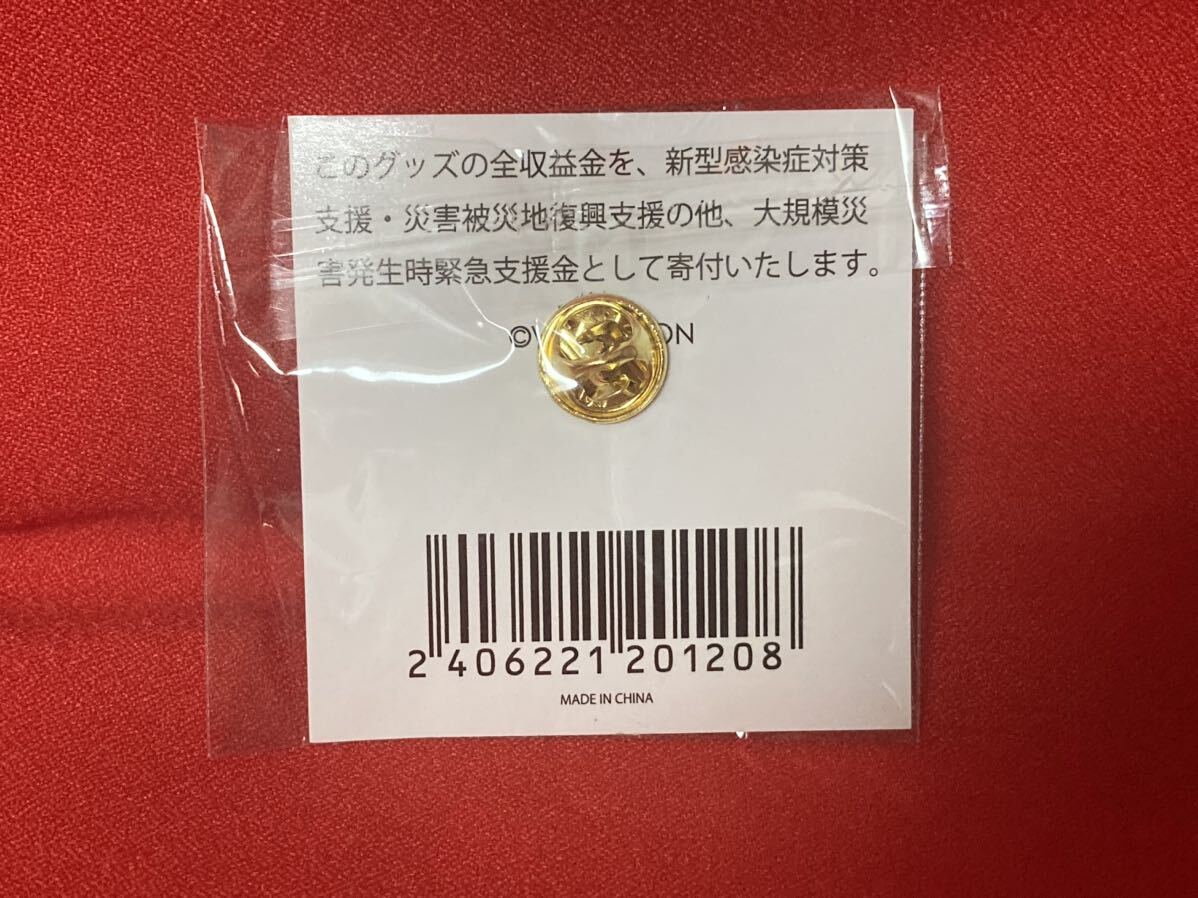 このグッズの全収益金を、新型感染症対策
支援・災害被災地復興支援の他、大規模災
害発生時緊急支援金として寄付いたします。
2 406221 201208
MADE IN CHINA